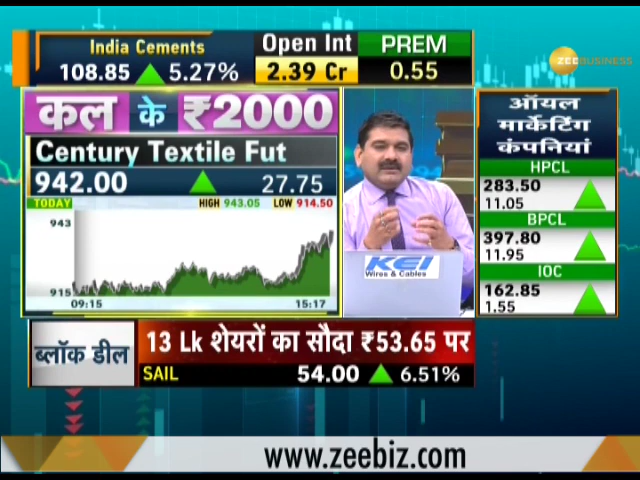 India Cements
108.85 5.27%
Open Int
2.39 Cr
PREM
0.55
ZEEBUSINESS
कल के ₹2000
Century Textile Fut
942.00 27.75
TODAY HIGH 943.05 LOW 914.50
943
915
09:15 15:17
KEI
Wires & Cables
ऑयल
मार्केटिंग
कंपनियां
HPCL
283.50
11.05
BPCL
397.80
11.95
IOC
162.85
1.55
ब्लॉक डील
13 Lk शेयरों का सौदा ₹53.65 पर
SAIL 54.00 6.51%
www.zeebiz.com